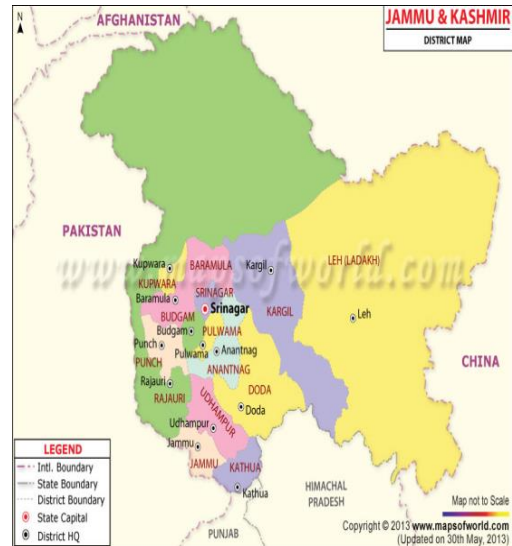 JAMMU & KASHMIR
DISTRICT MAP
N
AFGHANISTAN
PAKISTAN
CHINA
www.mapsofworld.com
Kupwara
KUPWARA
BARAMULA
Baramula
SRINAGAR
Srinagar
Kargil
KARGIL
LEH (LADAKH)
Leh
BUDGAM
Budgam
PULWAMA
Pulwama
Anantnag
ANANTNAG
Punch
PUNCH
Rajauri
RAJAURI
DODA
Doda
UDHAMPUR
Udhampur
Jammu
JAMMU
KATHUA
Kathua
HIMACHAL
PRADESH
PUNJAB
LEGEND
Intl. Boundary
State Boundary
District Boundary
State Capital
District HQ
Map not to Scale
Copyright © 2013 www.mapsofworld.com
(Updated on 30th May, 2013)